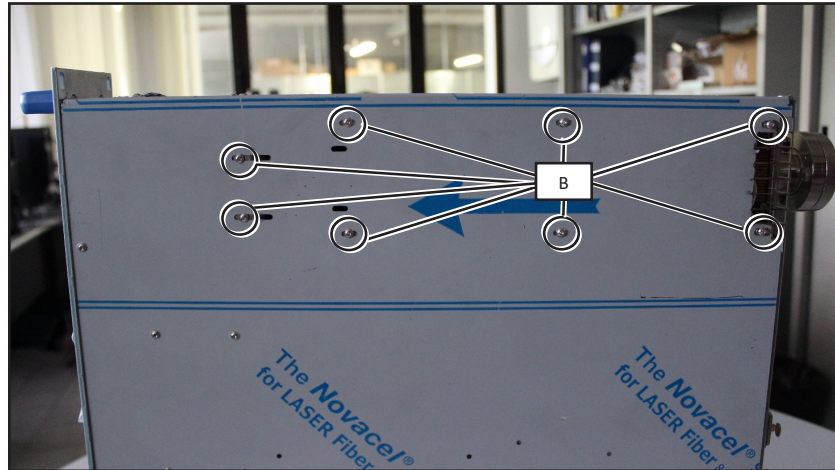 B
The Novacel®
for LASER Fiber
The Novacel®
for LASER Fiber &